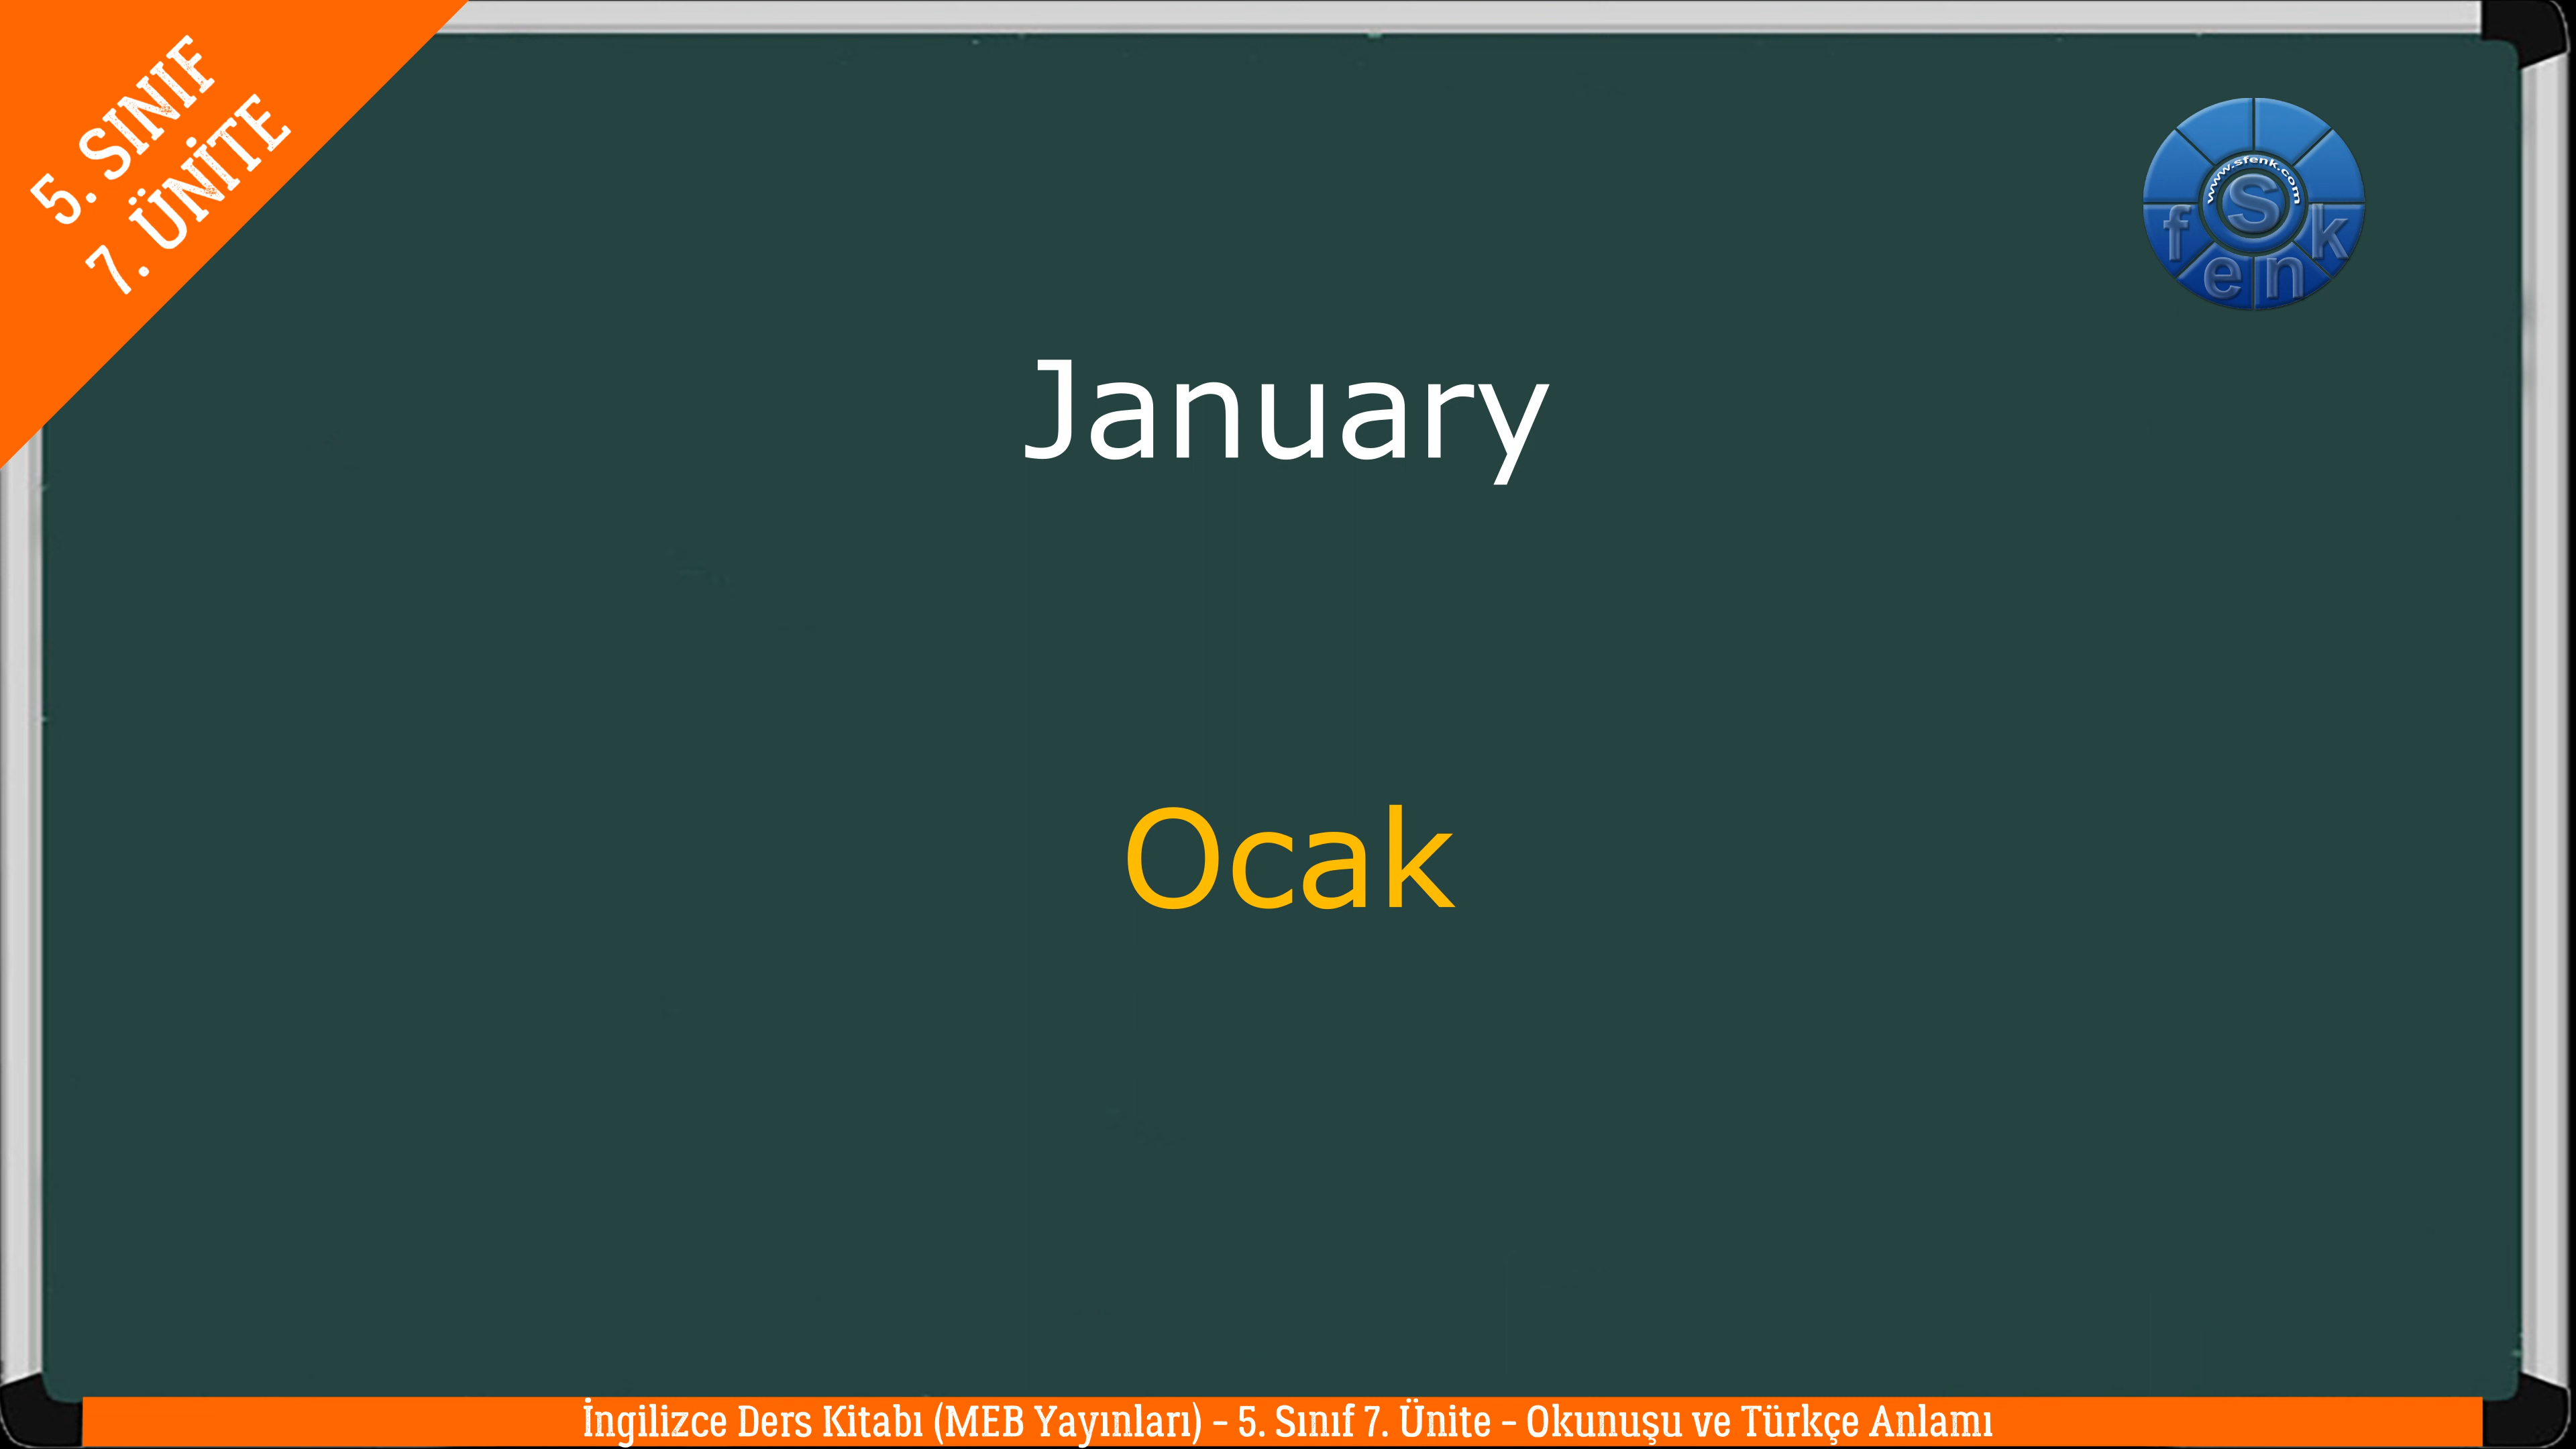 5. SINIF
7. ÜNİTE
www.sfenk.com
S
f e n k
January
Ocak
İngilizce Ders Kitabı (MEB Yayınları) – 5. Sınıf 7. Ünite – Okunuşu ve Türkçe Anlamı